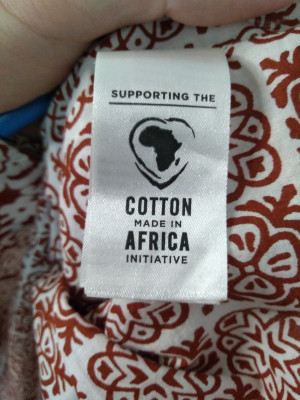 SUPPORTING THE
COTTON
MADE IN
AFRICA
INITIATIVE